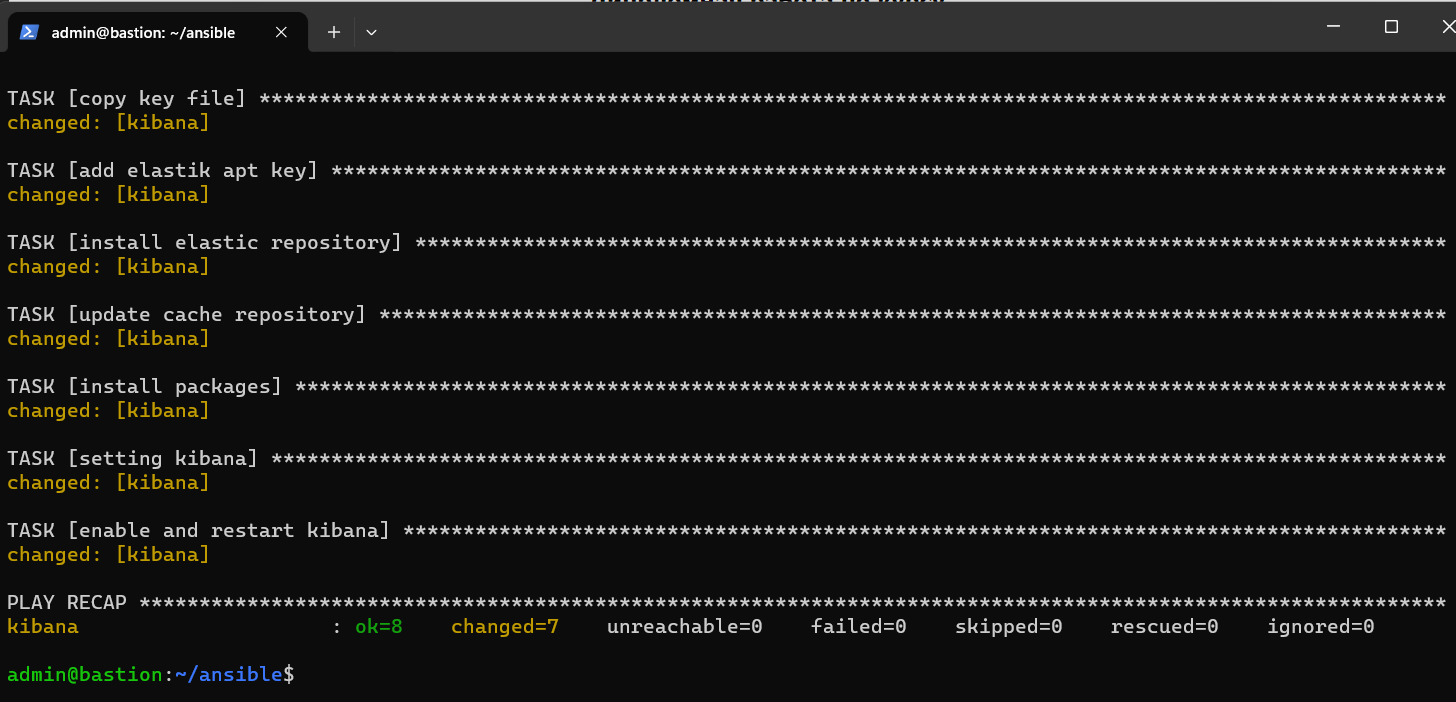 admin@bastion: ~/ansible
TASK [copy key file] ***************************************************************************************************
changed: [kibana]
TASK [add elastik apt key] *********************************************************************************************
changed: [kibana]
TASK [install elastic repository] **************************************************************************************
changed: [kibana]
TASK [update cache repository] *****************************************************************************************
changed: [kibana]
TASK [install packages] ************************************************************************************************
changed: [kibana]
TASK [setting kibana] **************************************************************************************************
changed: [kibana]
TASK [enable and restart kibana] ***************************************************************************************
changed: [kibana]
PLAY RECAP *************************************************************************************************************
kibana                     : ok=8    changed=7    unreachable=0    failed=0    skipped=0    rescued=0    ignored=0
admin@bastion:~/ansible$